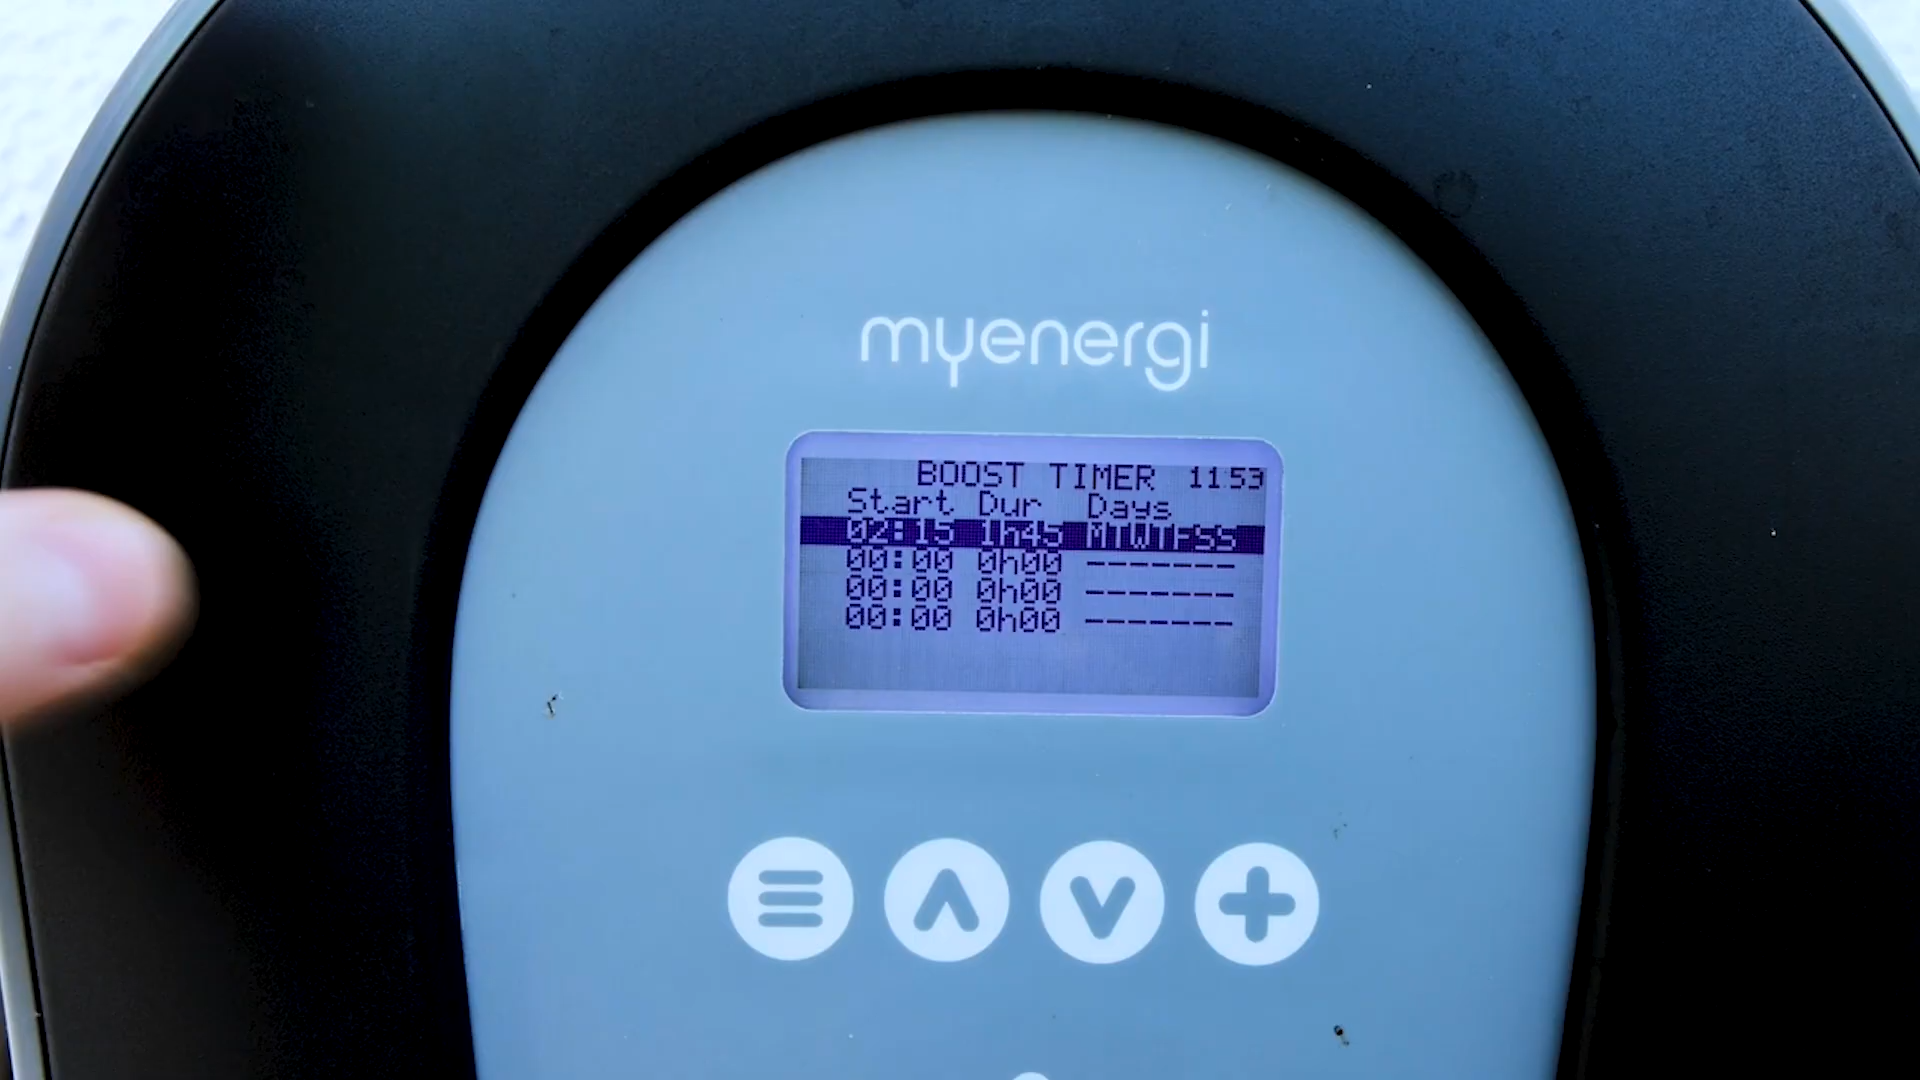 myenergi
BOOST TIMER 11:53
Start Dur Days
02:15 1h45 MTWTFSS
00:00 0h00 -------
00:00 0h00 -------
00:00 0h00 -------